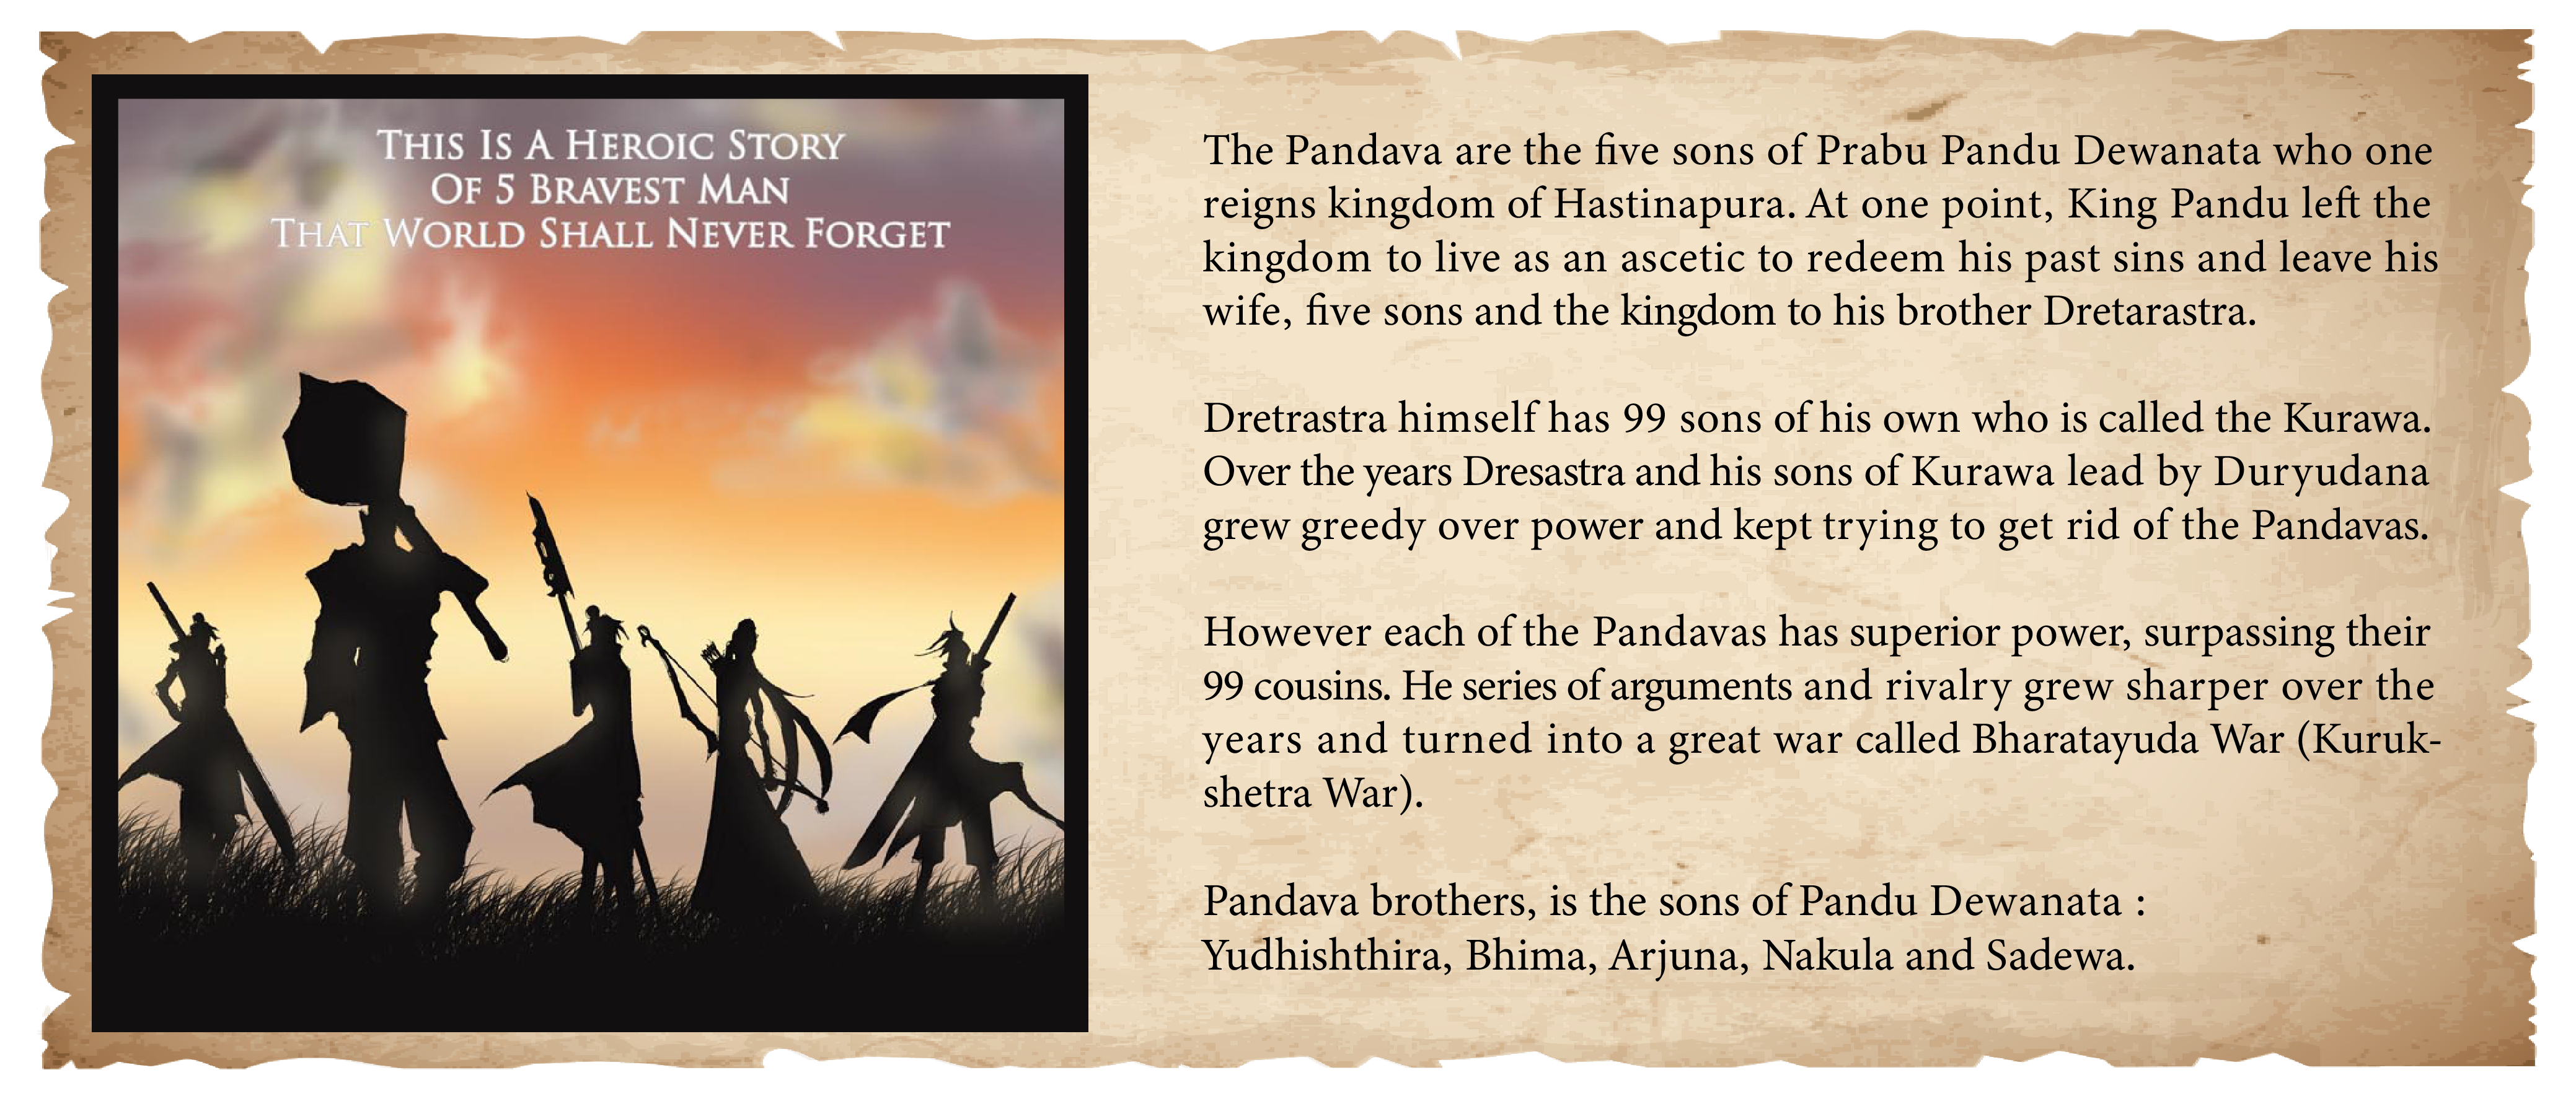 THIS IS A HEROIC STORY
OF 5 BRAVEST MAN
THAT WORLD SHALL NEVER FORGET
The Pandava are the five sons of Prabu Pandu Dewanata who one
reigns kingdom of Hastinapura. At one point, King Pandu left the
kingdom to live as an ascetic to redeem his past sins and leave his
wife, five sons and the kingdom to his brother Dretarastra.
Dretrastra himself has 99 sons of his own who is called the Kurawa.
Over the years Dresastra and his sons of Kurawa lead by Duryudana
grew greedy over power and kept trying to get rid of the Pandavas.
However each of the Pandavas has superior power, surpassing their
99 cousins. He series of arguments and rivalry grew sharper over the
years and turned into a great war called Bharatayuda War (Kuruk-
shetra War).
Pandava brothers, is the sons of Pandu Dewanata :
Yudhishthira, Bhima, Arjuna, Nakula and Sadewa.